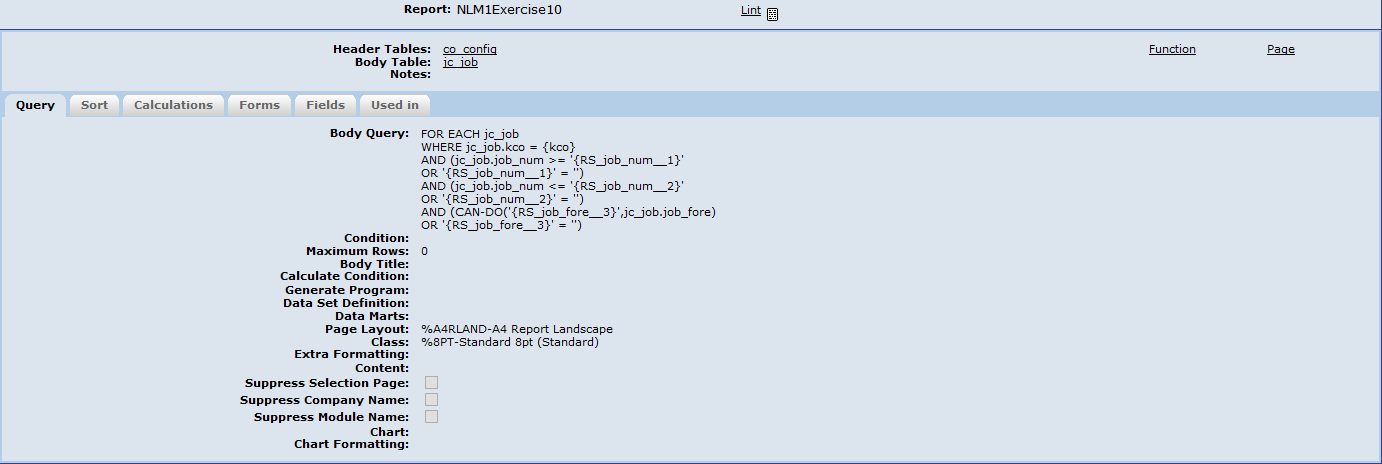 Report: NLM1Exercise10 Lint
Header Tables: co_config Function Page
Body Table: jc_job
Notes:
Query Sort Calculations Forms Fields Used in
Body Query: FOR EACH jc_job
WHERE jc_job.kco = {kco}
AND (jc_job.job_num >= '{RS_job_num__1}'
OR '{RS_job_num__1}' = '')
AND (jc_job.job_num <= '{RS_job_num__2}'
OR '{RS_job_num__2}' = '')
AND (CAN-DO('{RS_job_fore__3}',jc_job.job_fore)
OR '{RS_job_fore__3}' = '')
Condition:
Maximum Rows: 0
Body Title:
Calculate Condition:
Generate Program:
Data Set Definition:
Data Marts:
Page Layout: %A4RLAND-A4 Report Landscape
Class: %8PT-Standard 8pt (Standard)
Extra Formatting:
Content:
Suppress Selection Page:
Suppress Company Name:
Suppress Module Name:
Chart:
Chart Formatting: